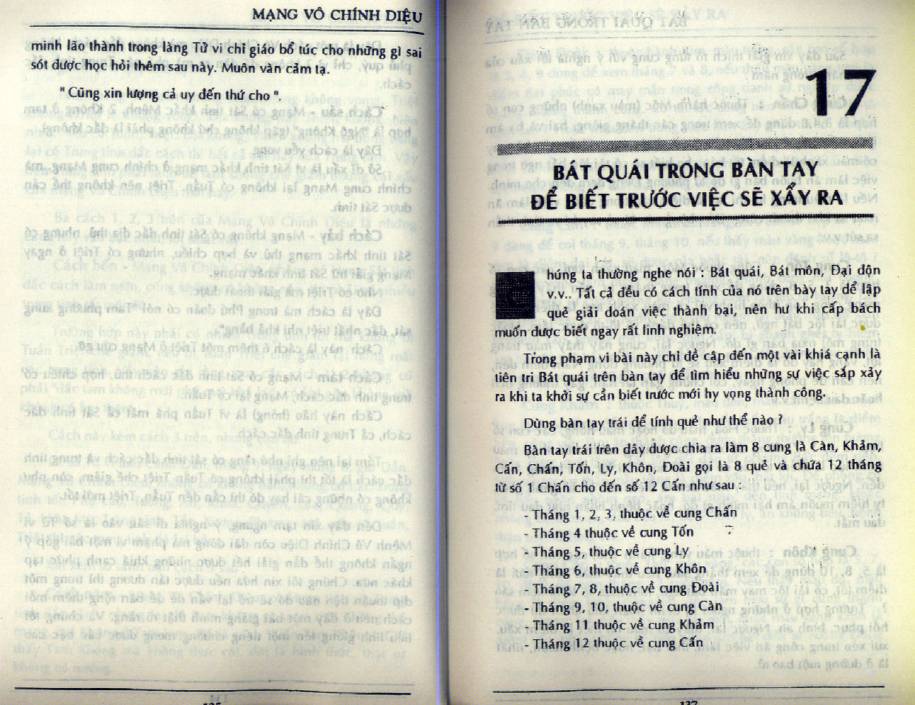 MẠNG VÔ CHÍNH DIỆU
minh lão thành trong làng Tử vi chỉ giáo bổ túc cho những gì sai
sót được học hỏi thêm sau này. Muôn vàn cảm tạ.
" Cũng xin lượng cả uy đến thứ cho ".
17
BÁT QUÁI TRONG BÀN TAY
ĐỂ BIẾT TRƯỚC VIỆC SẼ XẨY RA
húng ta thường nghe nói : Bát quái, Bát môn, Đại độn
v.v.. Tất cả đều có cách tính của nó trên bày tay để lập
quẻ giải đoán việc thành bại, nên hư khi cấp bách
muốn được biết ngay rất linh nghiệm.
Trong phạm vi bài này chỉ đề cập đến một vài khiá cạnh là
tiên tri Bát quái trên bàn tay để tìm hiểu những sự việc sắp xảy
ra khi ta khởi sự cần biết trước mới hy vọng thành công.
Dùng bàn tay trái để tính quẻ như thế nào ?
Bàn tay trái trên đây được chia ra làm 8 cung là Càn, Khảm,
Cấn, Chấn, Tốn, Ly, Khôn, Đoài gọi là 8 quẻ và chứa 12 tháng
từ số 1 Chấn cho đến số 12 Cấn như sau :
- Tháng 1, 2, 3, thuộc về cung Chấn
- Tháng 4 thuộc về cung Tốn
- Tháng 5, thuộc về cung Ly
- Tháng 6, thuộc về cung Khôn
- Tháng 7, 8, thuộc về cung Đoài
- Tháng 9, 10, thuộc về cung Càn
- Tháng 11 thuộc về cung Khảm
- Tháng 12 thuộc về cung Cấn